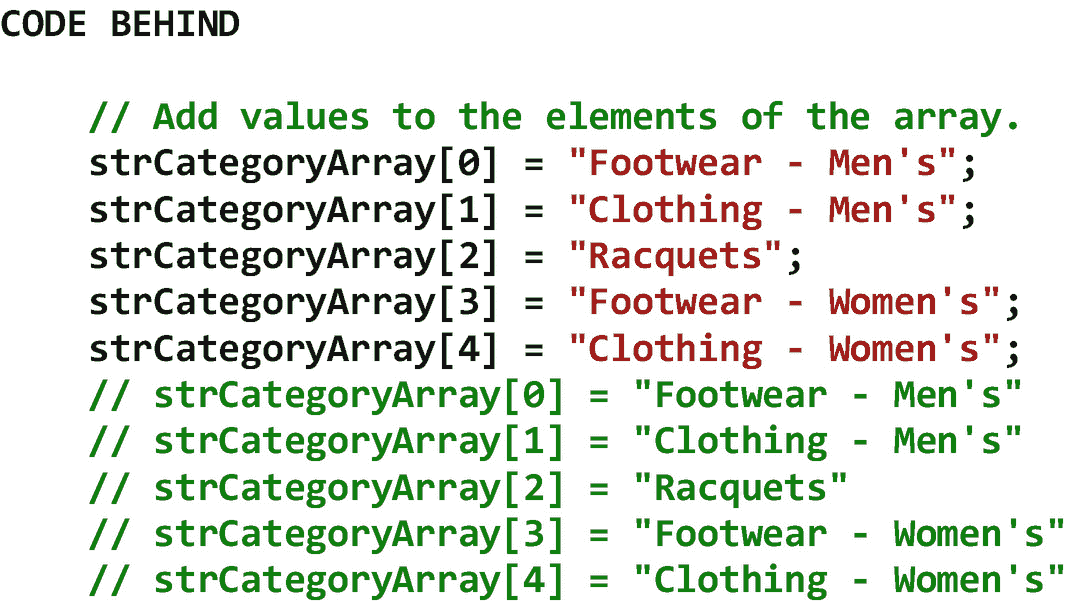 CODE BEHIND
// Add values to the elements of the array.
strCategoryArray[0] = "Footwear - Men's";
strCategoryArray[1] = "Clothing - Men's";
strCategoryArray[2] = "Racquets";
strCategoryArray[3] = "Footwear - Women's";
strCategoryArray[4] = "Clothing - Women's";
// strCategoryArray[0] = "Footwear - Men's"
// strCategoryArray[1] = "Clothing - Men's"
// strCategoryArray[2] = "Racquets"
// strCategoryArray[3] = "Footwear - Women's"
// strCategoryArray[4] = "Clothing - Women's"